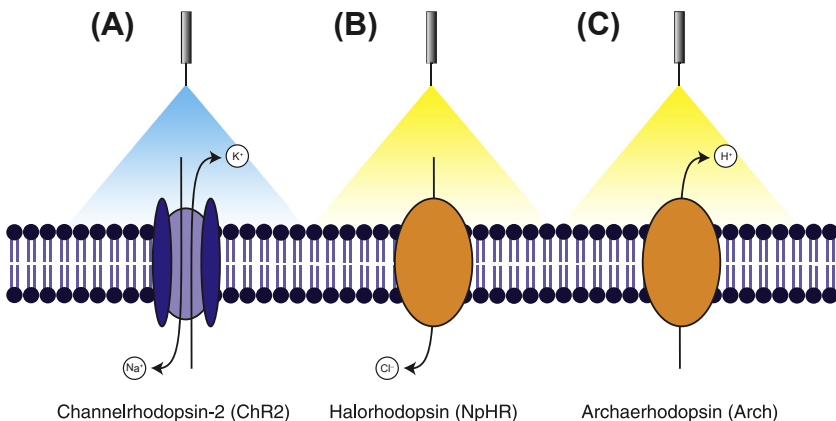 (A) (B) (C)
K⁺ H⁺
Na⁺ Cl⁻
Channelrhodopsin-2 (ChR2) Halorhodopsin (NpHR) Archaerhodopsin (Arch)